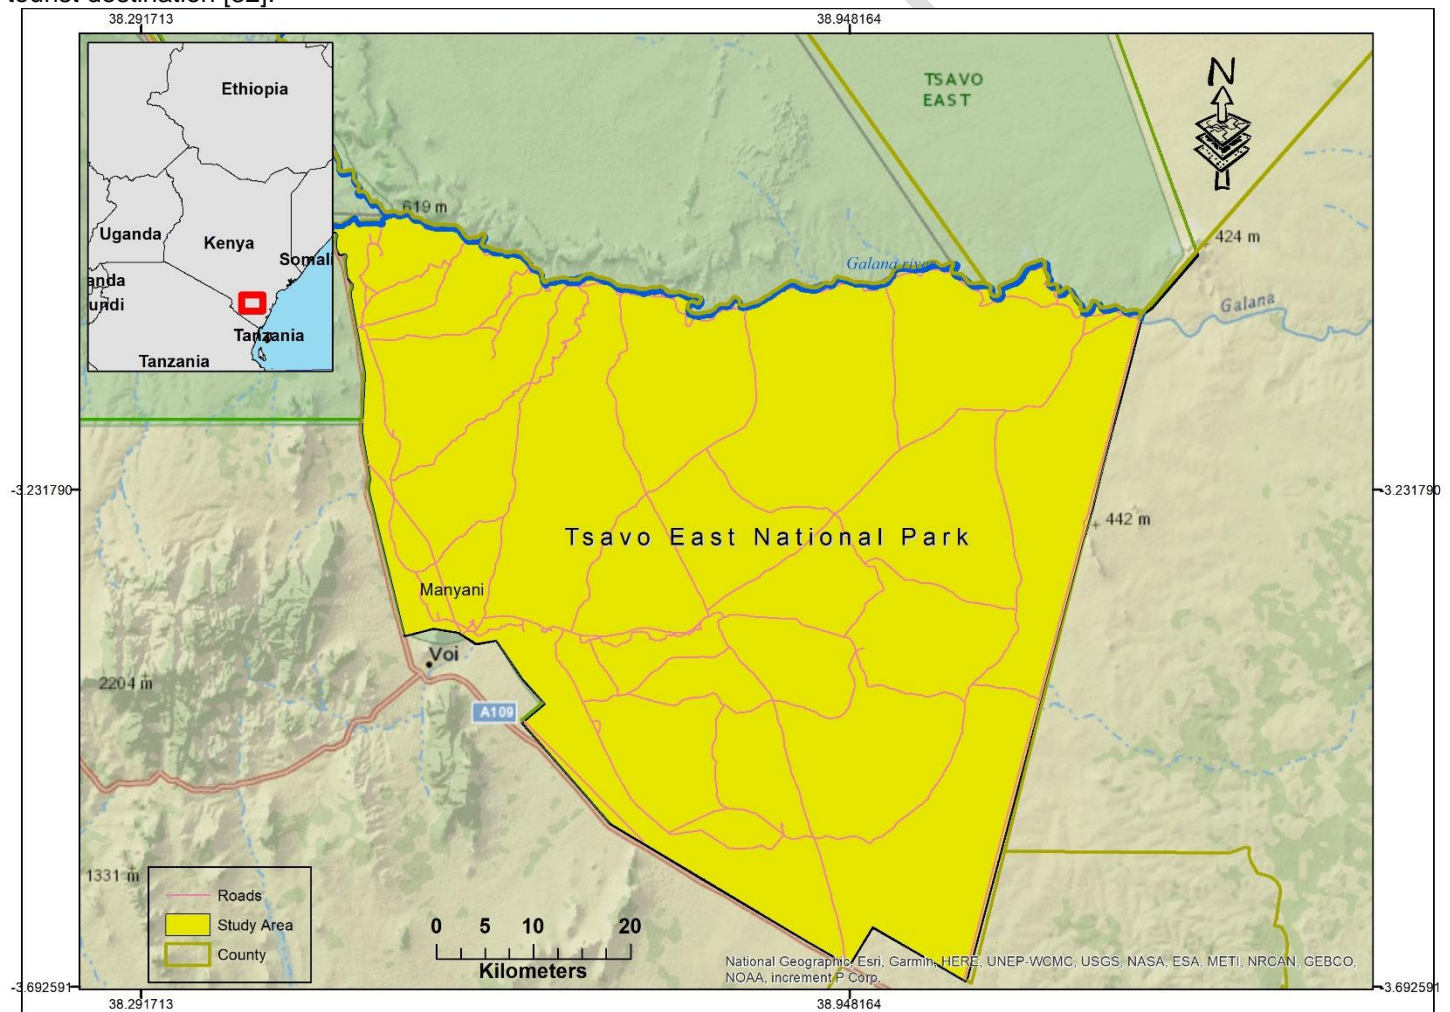 tourist destination [32].
38.291713
38.948164
Ethiopia
Uganda
Kenya
Somali
anda
undi
Tanzania
Tanzania
TSAVO
EAST
N
619 m
424 m
Galana river
Galana
-3.231790
-3.231790
442 m
Tsavo East National Park
Manyani
Voi
2204 m
A109
1331 m
Roads
Study Area
County
0 5 10 20
Kilometers
National Geographic, Esri, Garmin, HERE, UNEP-WCMC, USGS, NASA, ESA, METI, NRCAN, GEBCO,
NOAA, increment P Corp.
-3.692591
-3.692591
38.291713
38.948164